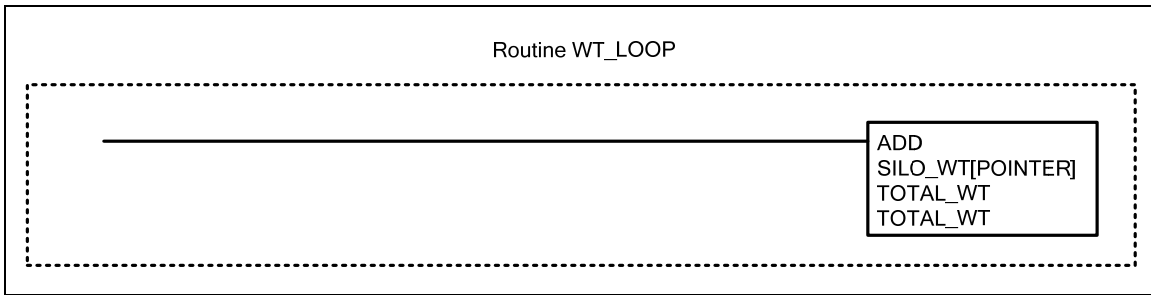 Routine WT_LOOP
ADD
SILO_WT[POINTER]
TOTAL_WT
TOTAL_WT